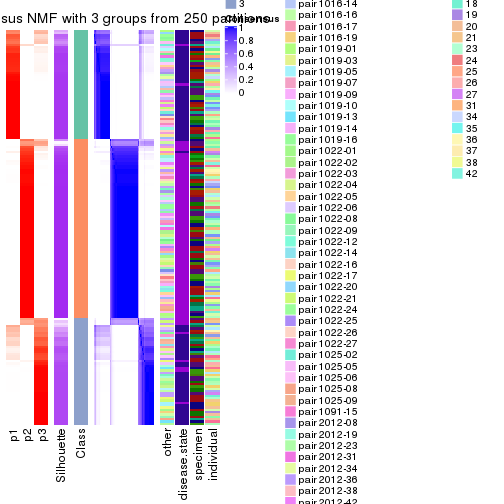 sus NMF with 3 groups from 250 partitions
Consensus
1
0.8
0.6
0.4
0.2
0
3
p1
p2
p3
Silhouette
Class
other
disease.state
specimen
individual
pair1016-14
pair1016-16
pair1016-17
pair1016-19
pair1019-01
pair1019-03
pair1019-05
pair1019-07
pair1019-09
pair1019-10
pair1019-13
pair1019-14
pair1019-16
pair1022-01
pair1022-02
pair1022-03
pair1022-04
pair1022-05
pair1022-06
pair1022-08
pair1022-09
pair1022-12
pair1022-14
pair1022-16
pair1022-17
pair1022-20
pair1022-21
pair1022-24
pair1022-25
pair1022-26
pair1022-27
pair1025-02
pair1025-05
pair1025-06
pair1025-08
pair1025-09
pair1091-15
pair2012-08
pair2012-19
pair2012-23
pair2012-31
pair2012-34
pair2012-36
pair2012-38
pair2012-42
18
19
20
21
23
24
25
26
27
31
34
35
36
37
38
42